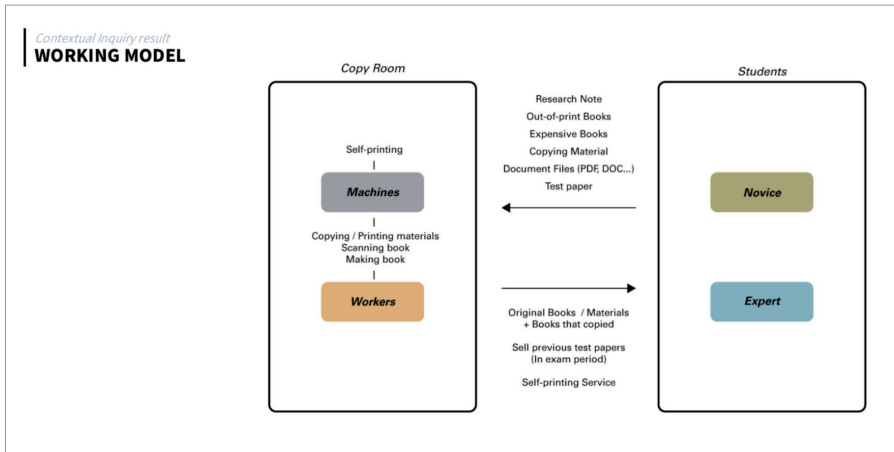 Contextual Inquiry result
WORKING MODEL
Copy Room
Self-printing
Machines
Copying / Printing materials
Scanning book
Making book
Workers
Research Note
Out-of-print Books
Expensive Books
Copying Material
Document Files (PDF, DOC...)
Test paper
Original Books / Materials
+ Books that copied
Sell previous test papers
(In exam period)
Self-printing Service
Students
Novice
Expert